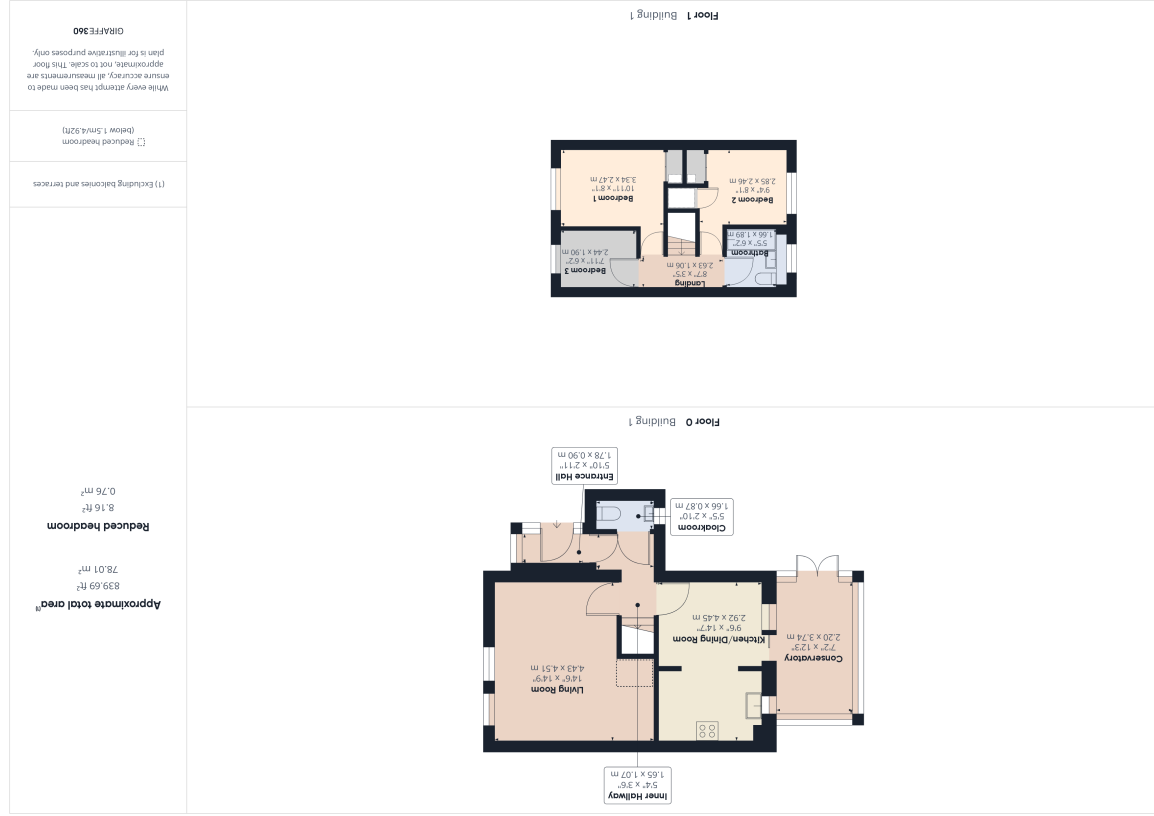 Inner Hallway
5'4" x 3'6"
1.65 x 1.07 m
Living Room
14'6" x 14'9"
4.43 x 4.51 m
Conservatory
7'2" x 12'3"
2.20 x 3.74 m
Kitchen/Dining Room
9'6" x 14'7"
2.92 x 4.45 m
Cloakroom
5'5" x 2'10"
1.66 x 0.87 m
Entrance Hall
5'10" x 2'11"
1.78 x 0.90 m
Floor 0 Building 1
Landing
8'7" x 3'5"
2.63 x 1.06 m
Bathroom
5'5" x 6'2"
1.66 x 1.89 m
Bedroom 3
7'11" x 6'2"
2.44 x 1.90 m
Bedroom 2
9'4" x 8'1"
2.85 x 2.46 m
Bedroom 1
10'11" x 8'1"
3.34 x 2.47 m
Floor 1 Building 1
Approximate total area(1)
839.69 ft²
78.01 m²
Reduced headroom
8.16 ft²
0.76 m²
(1) Excluding balconies and terraces
Reduced headroom
(below 1.5m/4.92ft)
While every attempt has been made to
ensure accuracy, all measurements are
approximate, not to scale. This floor
plan is for illustrative purposes only.
GIRAFFE360